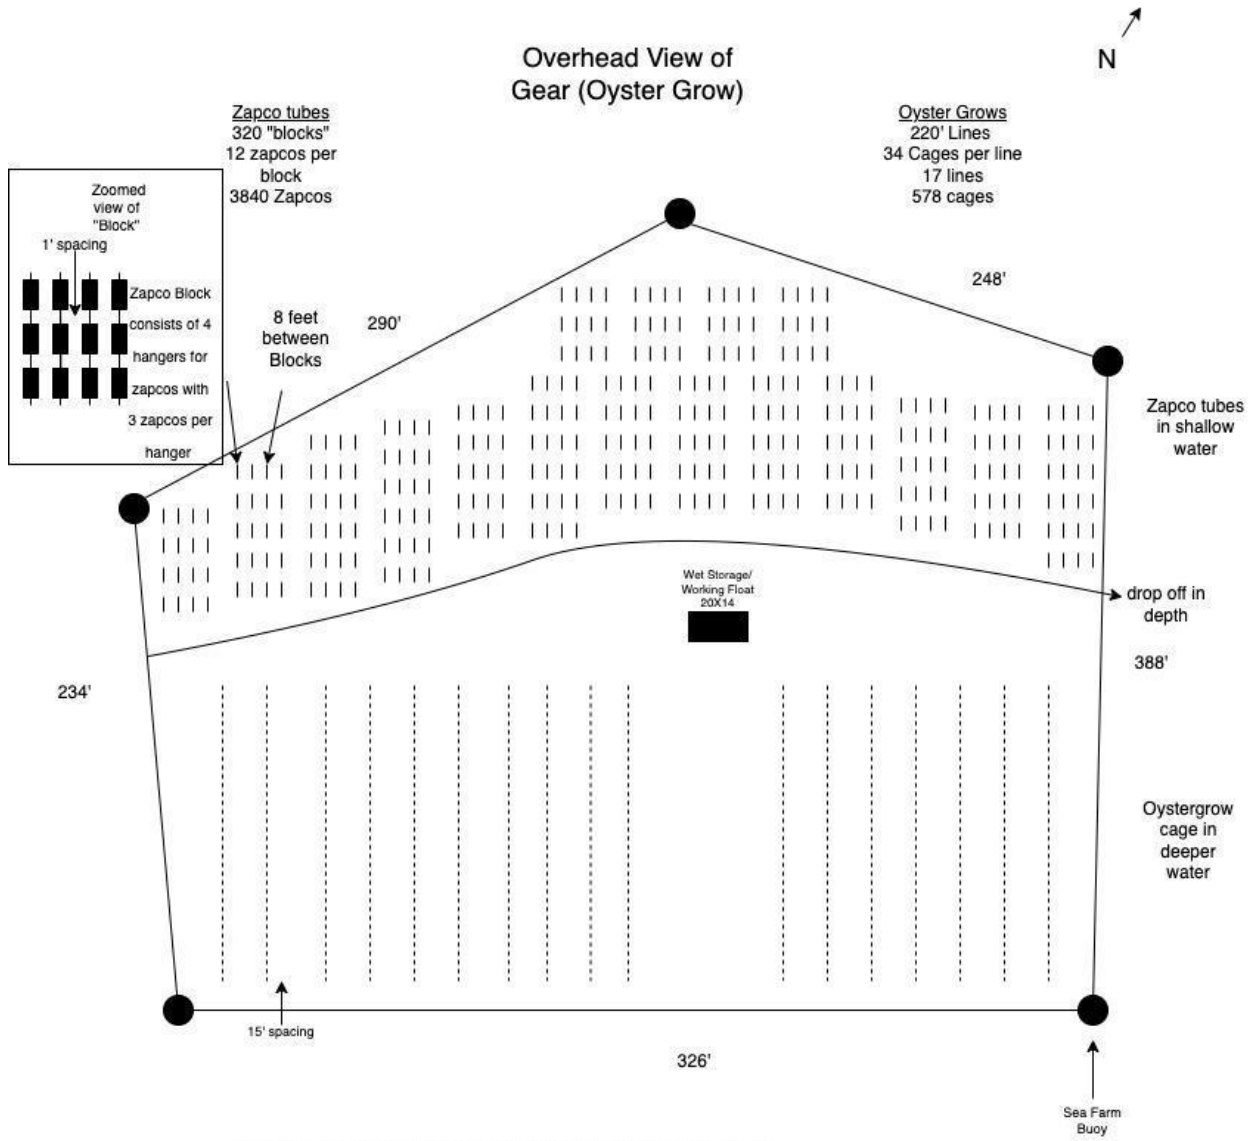 N
Overhead View of
Gear (Oyster Grow)
Zapco tubes
320 "blocks"
12 zapcos per
block
3840 Zapcos
Oyster Grows
220' Lines
34 Cages per line
17 lines
578 cages
Zoomed
view of
"Block"
1' spacing
Zapco Block
consists of 4
hangers for
zapcos with
3 zapcos per
hanger
8 feet
between
Blocks
290'
248'
Zapco tubes
in shallow
water
Wet Storage/
Working Float
20X14
drop off in
depth
388'
234'
Oystergrow
cage in
deeper
water
15' spacing
326'
Sea Farm
Buoy